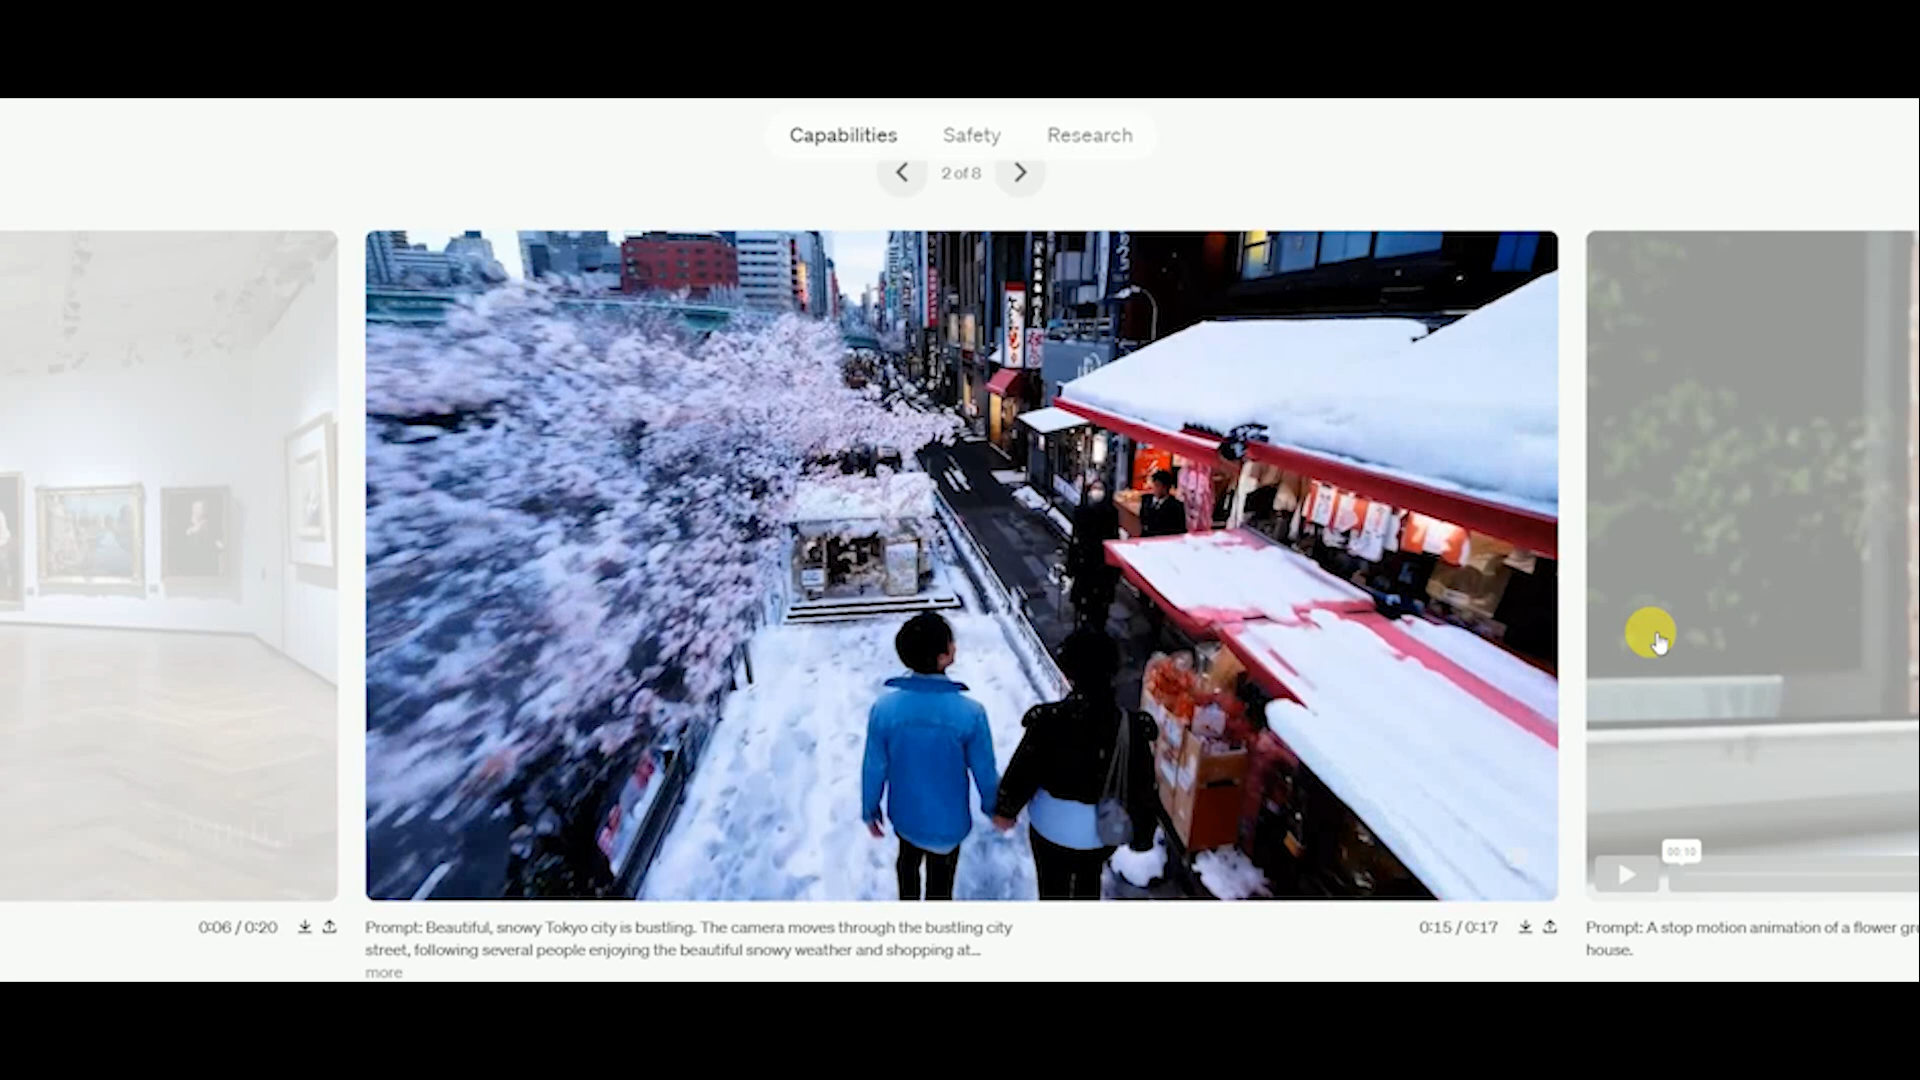 Capabilities
Safety
Research
2 of 8
00:10
0:06 / 0:20
Prompt: Beautiful, snowy Tokyo city is bustling. The camera moves through the bustling city
street, following several people enjoying the beautiful snowy weather and shopping at...
more
0:15 / 0:17
Prompt: A stop motion animation of a flower
house.